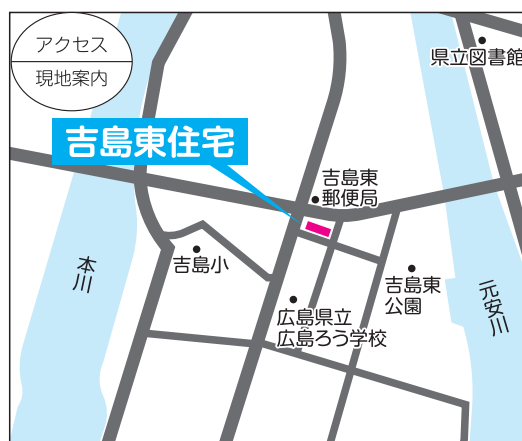 アクセス
現地案内
県立図書館
吉島東住宅
吉島東
郵便局
本川
吉島小
吉島東
公園
元安川
広島県立
広島ろう学校